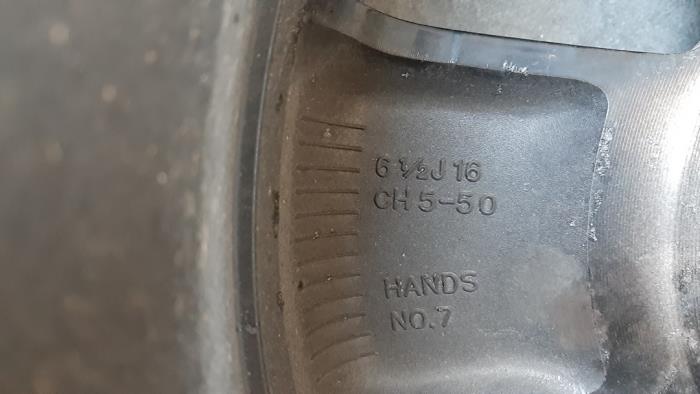 6 ½J 16
CH 5-50
HANDS
NO.7